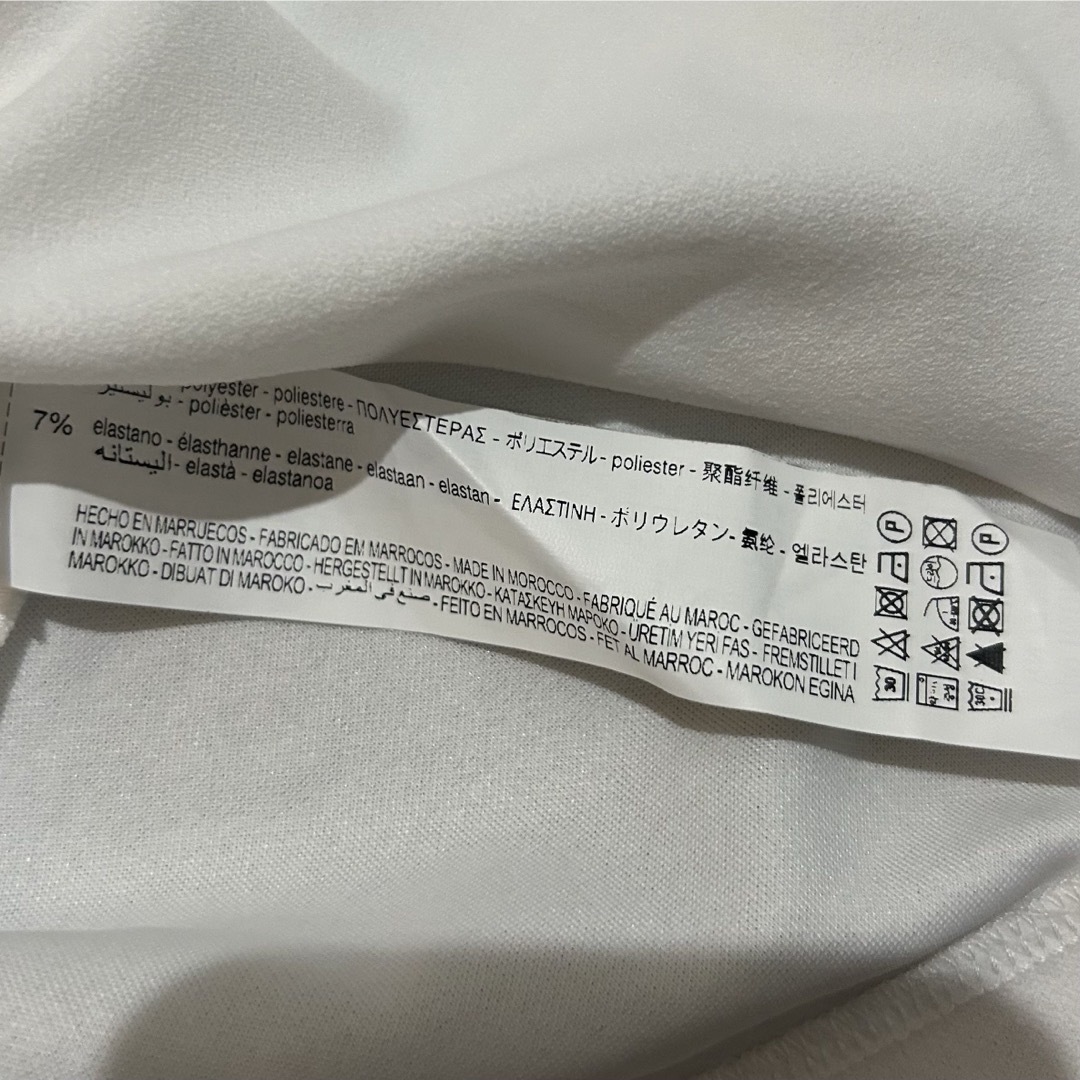 polyester - poliestere - ΠΟΛΥΕΣΤΕΡΑΣ - ポリエステル - poliester - 聚酯纤维 - 폴리에스터
بوليستير - polièster - poliesterra
7% elastano - élasthanne - elastane - elastaan - elastan - ΕΛΑΣΤΙΝΗ - ポリウレタン - 氨纶 - 엘라스탄
اليستانه - elastà - elastanoa
HECHO EN MARRUECOS - FABRICADO EM MARROCOS - MADE IN MOROCCO - FABRIQUÉ AU MAROC - GEFABRICEERD
IN MAROKKO - FATTO IN MAROCCO - HERGESTELLT IN MAROKKO - ΚΑΤΑΣΚΕΥΗ ΜΑΡΟΚΟ - URETIM YERI FAS - FREMSTILLET I
MAROKKO - DIBUAT DI MAROKO - صنع في المغرب - FEITO EN MARROCOS - FET AL MARROC - MAROKON EGINA
P P
30 30C